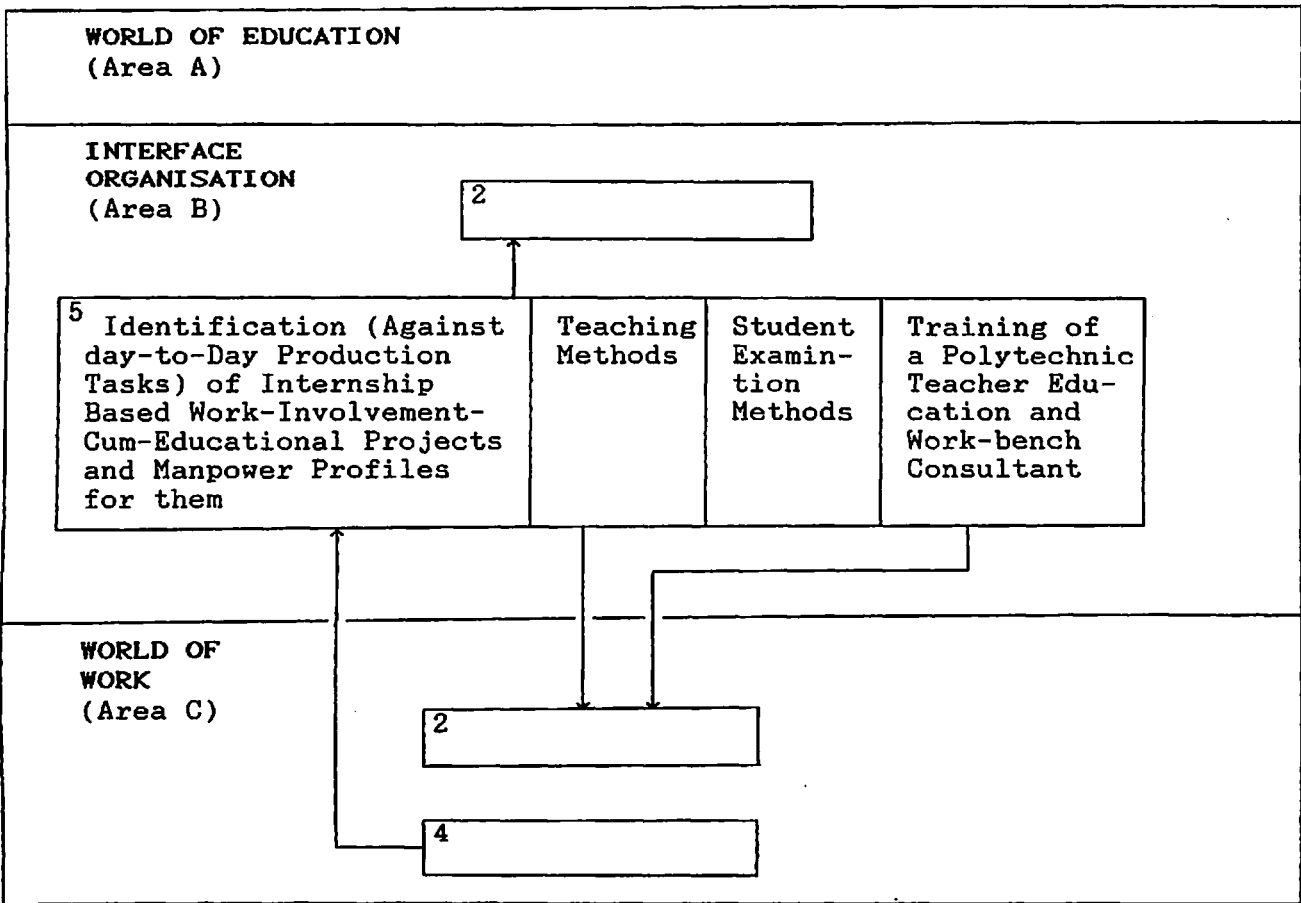 WORLD OF EDUCATION
(Area A)
INTERFACE
ORGANISATION
(Area B)
2
5 Identification (Against
day-to-Day Production
Tasks) of Internship
Based Work-Involvement-
Cum-Educational Projects
and Manpower Profiles
for them
Teaching
Methods
Student
Examin-
tion
Methods
Training of
a Polytechnic
Teacher Edu-
cation and
Work-bench
Consultant
WORLD OF
WORK
(Area C)
2
4